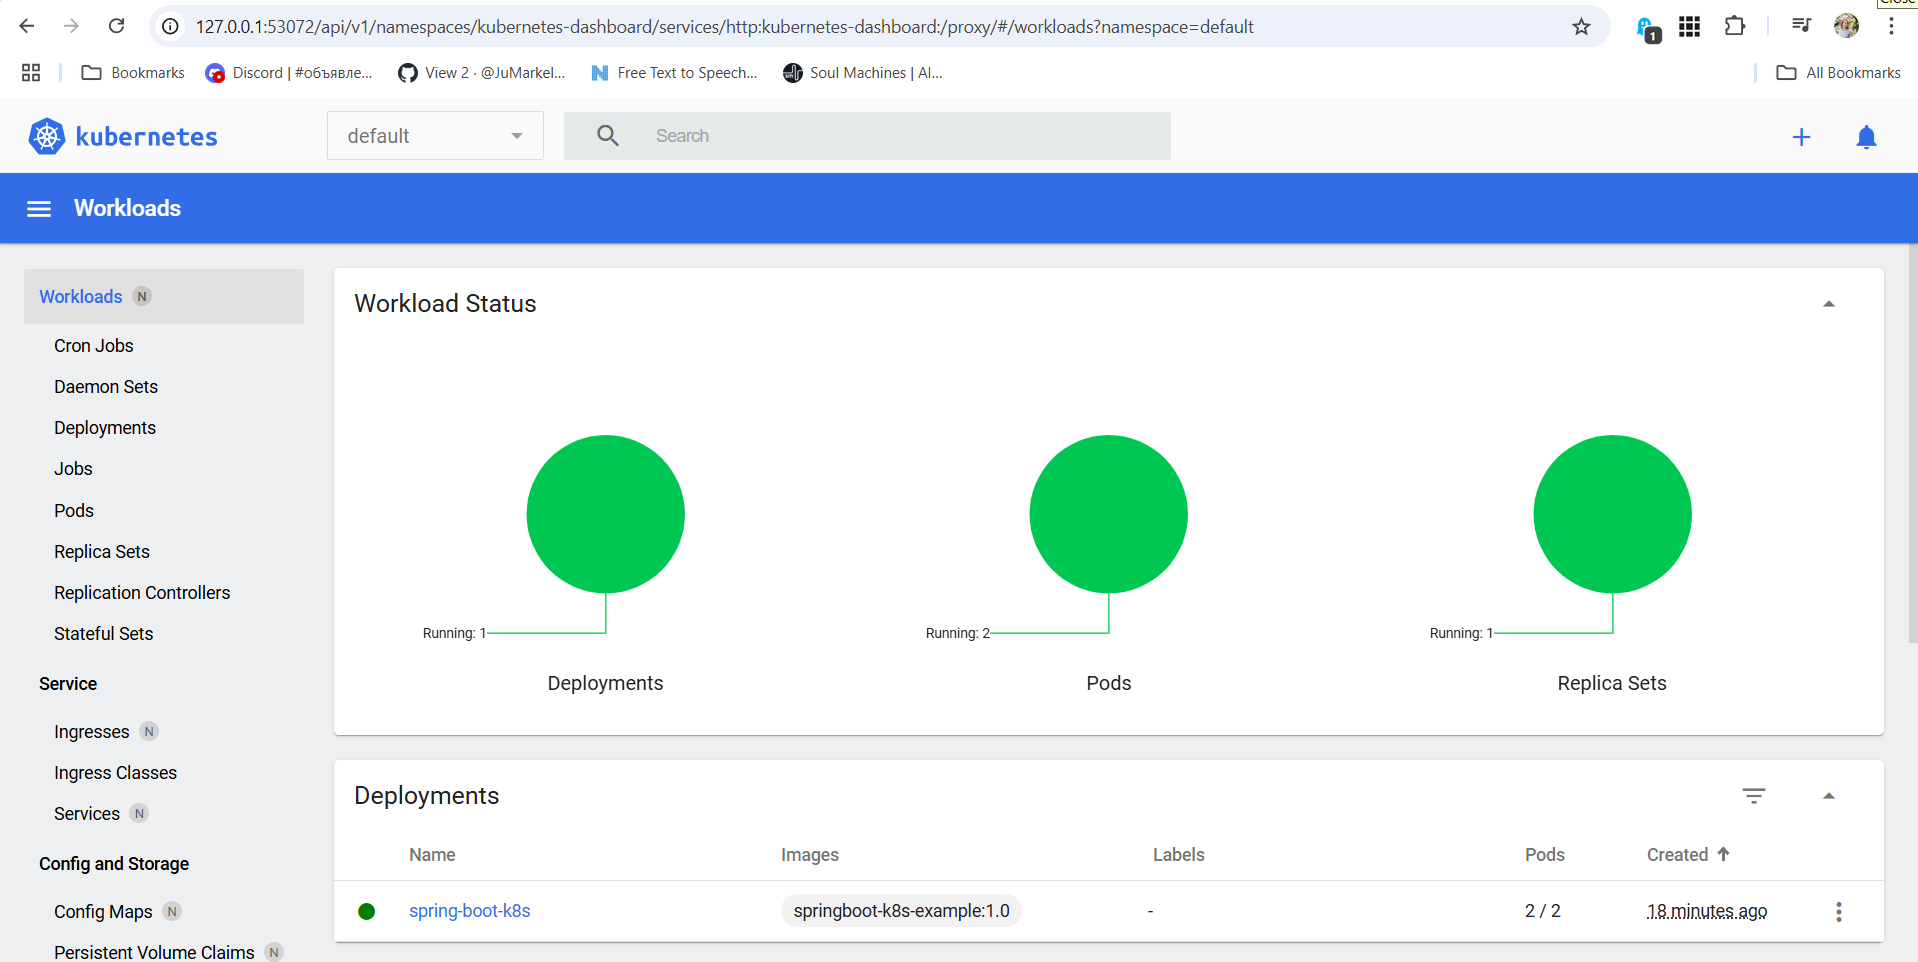 Close
127.0.0.1:53072/api/v1/namespaces/kubernetes-dashboard/services/http:kubernetes-dashboard:/proxy/#/workloads?namespace=default
1
Bookmarks
Discord | #объявле...
View 2 · @JuMarkel...
Free Text to Speech...
Soul Machines | AI...
All Bookmarks
kubernetes
default
Search
Workloads
Workloads N
Cron Jobs
Daemon Sets
Deployments
Jobs
Pods
Replica Sets
Replication Controllers
Stateful Sets
Service
Ingresses N
Ingress Classes
Services N
Config and Storage
Config Maps N
Persistent Volume Claims N
Workload Status
Running: 1
Running: 2
Running: 1
Deployments
Pods
Replica Sets
Deployments
Name Images Labels Pods Created
spring-boot-k8s springboot-k8s-example:1.0 - 2 / 2 18 minutes ago